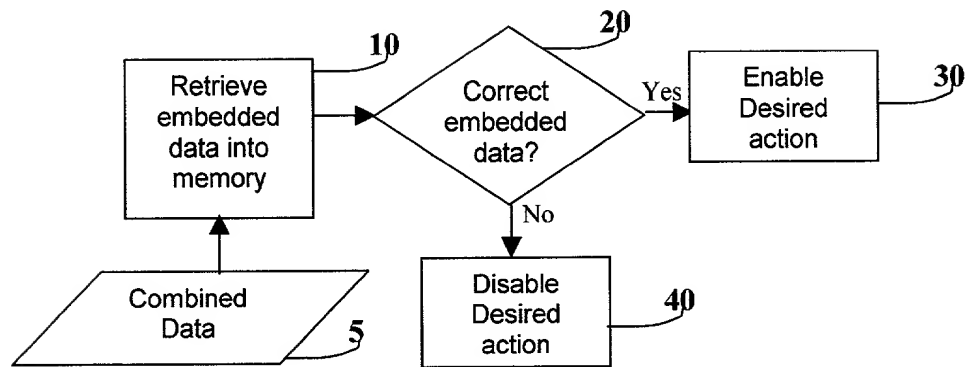 10
Retrieve
embedded
data into
memory
20
Correct
embedded
data?
Yes
30
Enable
Desired
action
No
Combined
Data
5
Disable
Desired
action
40